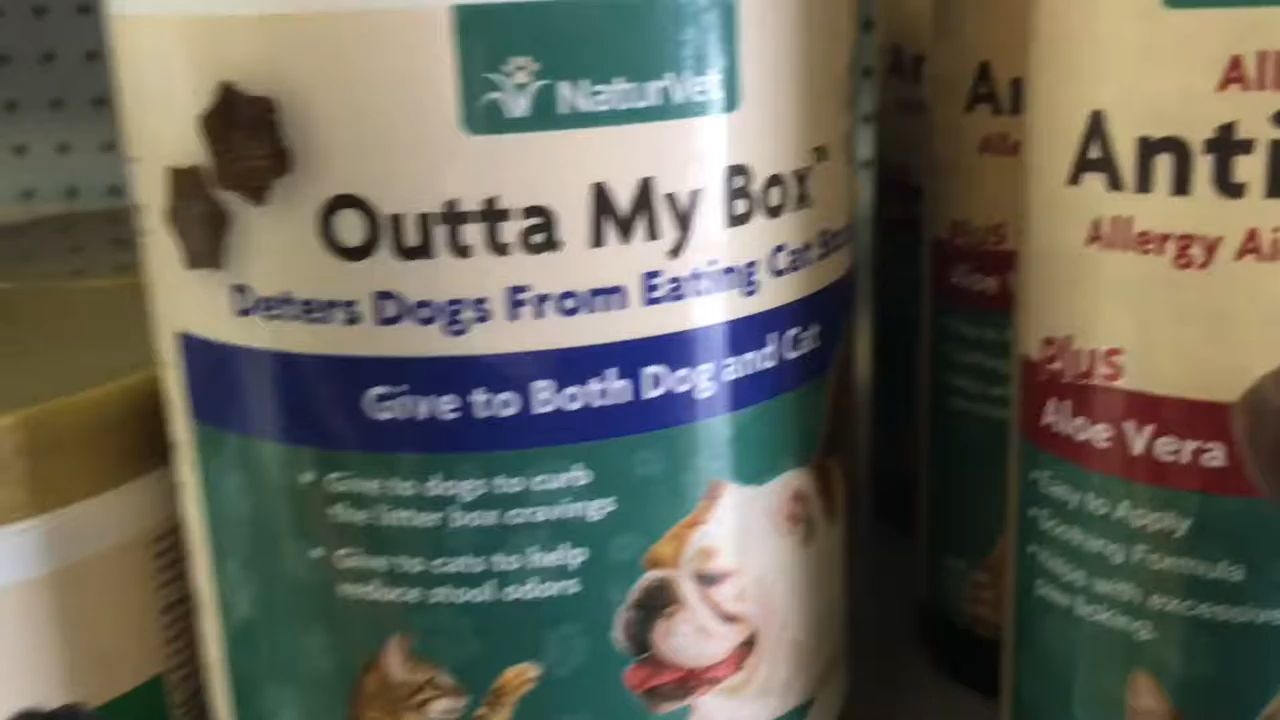 NaturVet
Outta My Box™
Deters Dogs From Eating Cat
Give to Both Dog and Cat
* Give to dogs to curb
the litter box cravings
* Give to cats to help
reduce stool odors
Anti
Allergy
Plus
Aloe Vera
Easy to Apply
Soothing Formula